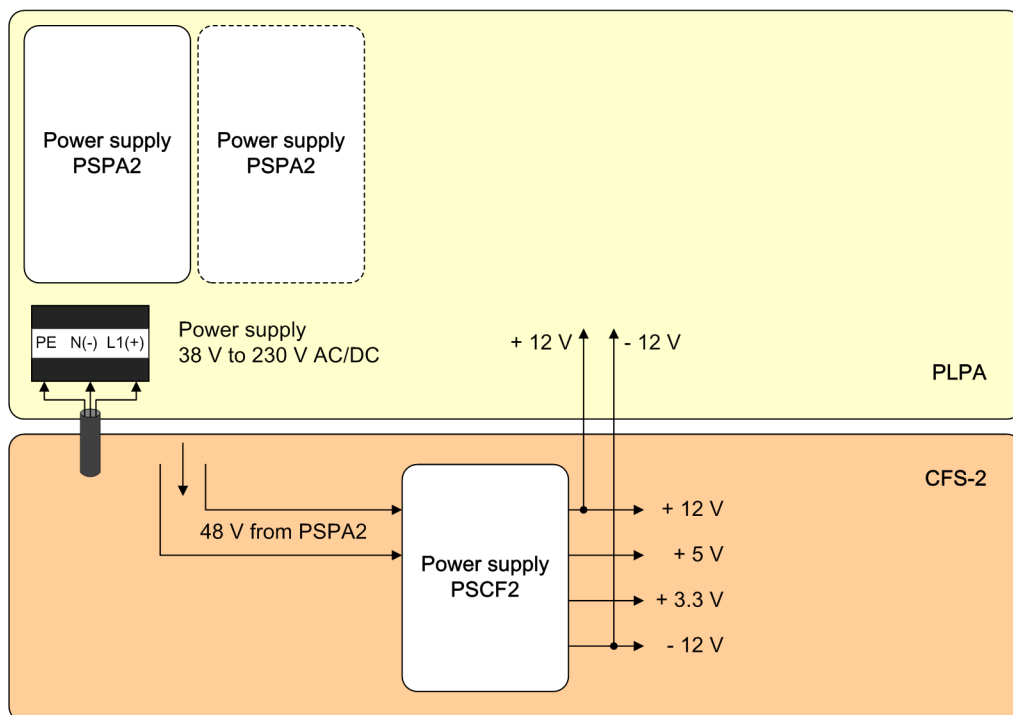 Power supply
PSPA2
Power supply
PSPA2
PE N(-) L1(+)
Power supply
38 V to 230 V AC/DC
+ 12 V
- 12 V
PLPA
CFS-2
48 V from PSPA2
Power supply
PSCF2
+ 12 V
+ 5 V
+ 3.3 V
- 12 V